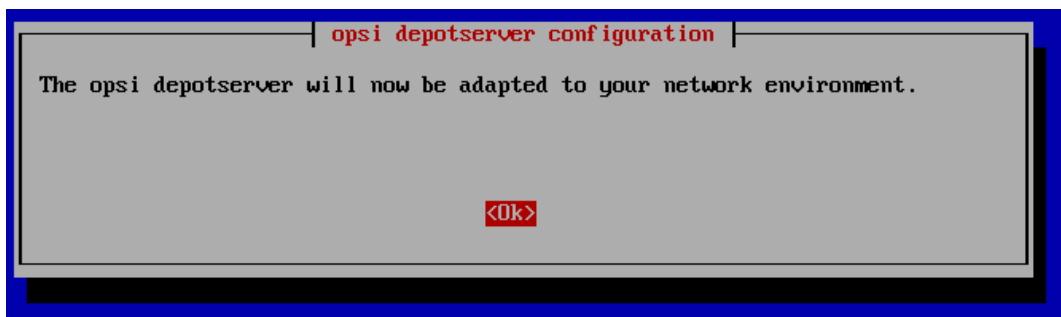 opsi depotserver configuration
The opsi depotserver will now be adapted to your network environment.
<Ok>